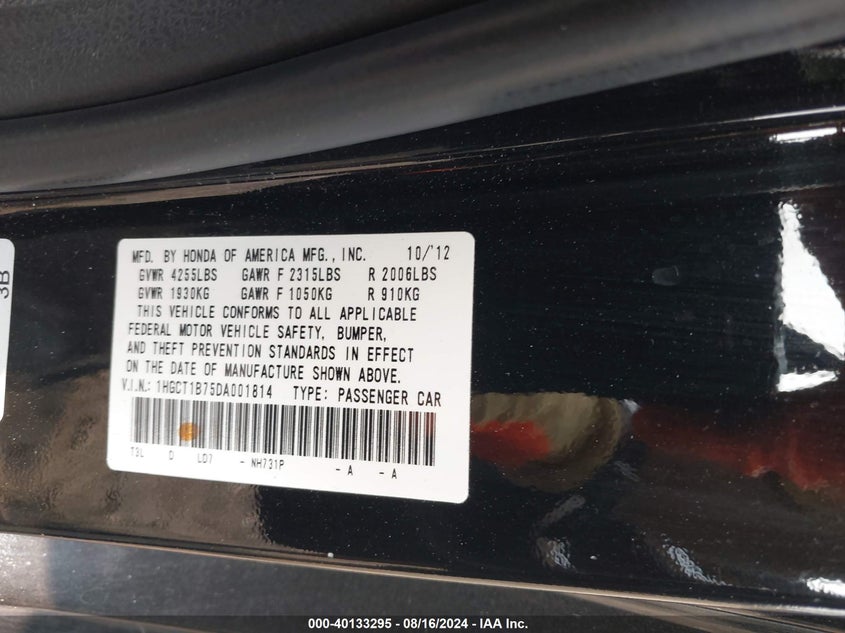 MFD. BY HONDA OF AMERICA MFG., INC. 10/'12
GVWR 4255LBS GAWR F 2315LBS R 2006LBS
GVWR 1930KG GAWR F 1050KG R 910KG
THIS VEHICLE CONFORMS TO ALL APPLICABLE
FEDERAL MOTOR VEHICLE SAFETY, BUMPER,
AND THEFT PREVENTION STANDARDS IN EFFECT
ON THE DATE OF MANUFACTURE SHOWN ABOVE.
V.I.N.: 1HGCT1B75DA001814 TYPE: PASSENGER CAR
T3L D LD7 - NH731P - A - A
3B
000-40133295 - 08/16/2024 - IAA Inc.